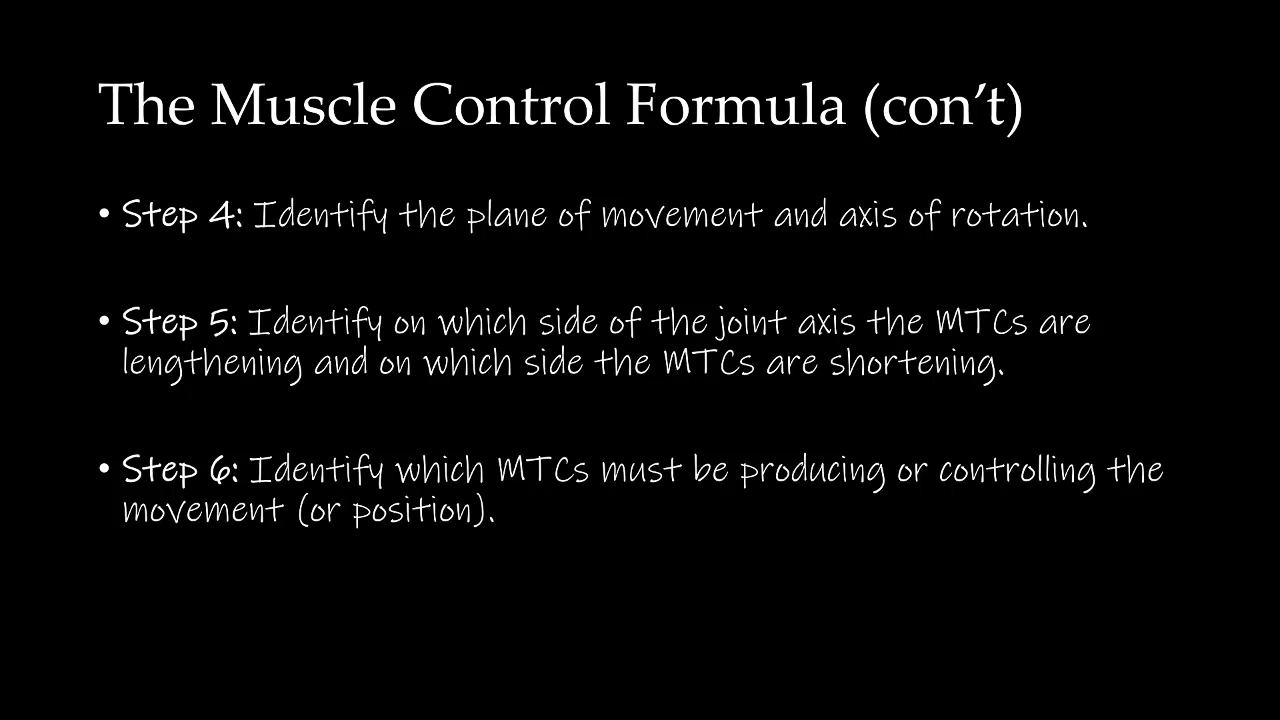 The Muscle Control Formula (con’t)
• Step 4: Identify the plane of movement and axis of rotation.
• Step 5: Identify on which side of the joint axis the MTCs are
lengthening and on which side the MTCs are shortening.
• Step 6: Identify which MTCs must be producing or controlling the
movement (or position).